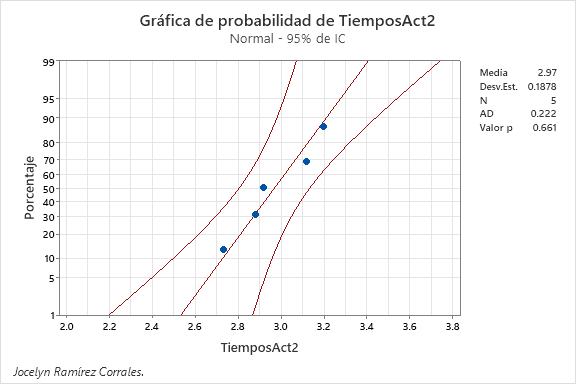 Gráfica de probabilidad de TiemposAct2
Normal - 95% de IC
Media 2.97
Desv.Est. 0.1878
N 5
AD 0.222
Valor p 0.661
Porcentaje
99
95
90
80
70
60
50
40
30
20
10
5
1
2.0 2.2 2.4 2.6 2.8 3.0 3.2 3.4 3.6 3.8
TiemposAct2
Jocelyn Ramírez Corrales.